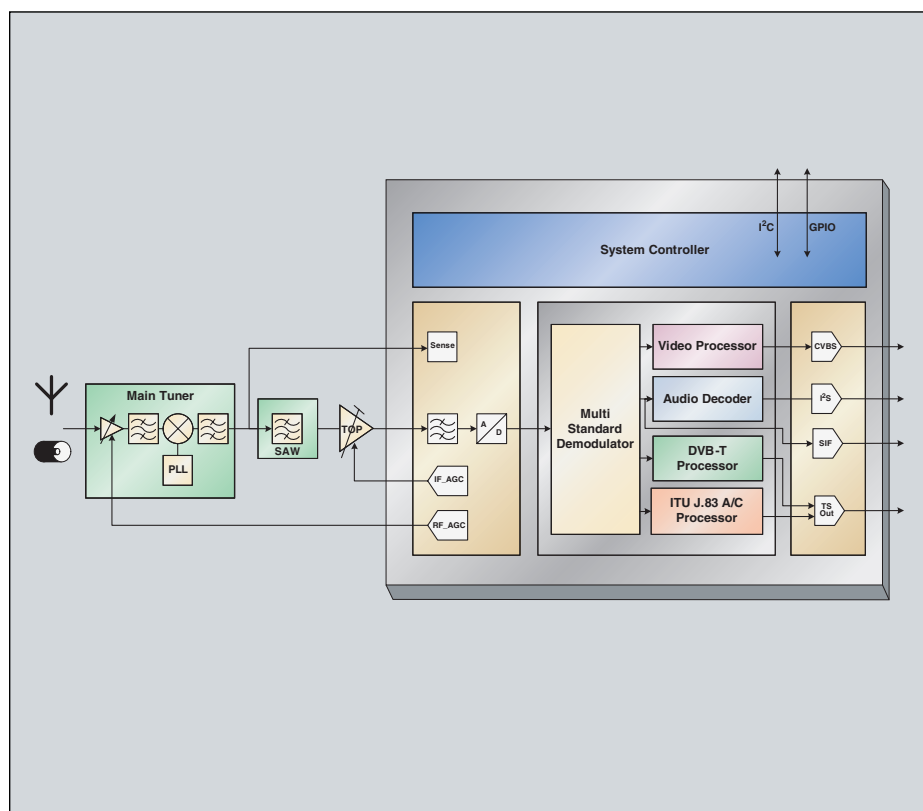 I²C
GPIO
System Controller
Sense
Video Processor
CVBS
Main Tuner
Audio Decoder
I²S
TOP
A
D
Multi
Standard
Demodulator
SIF
SAW
DVB-T
Processor
PLL
IF_AGC
ITU J.83 A/C
Processor
TS
Out
RF_AGC